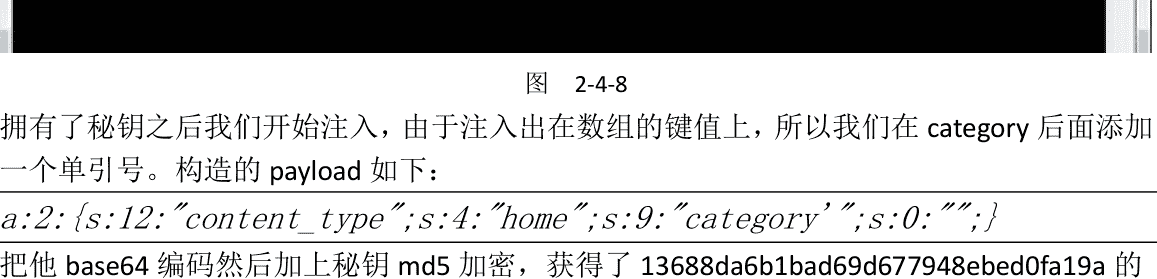 图 2-4-8
拥有了秘钥之后我们开始注入，由于注入出在数组的键值上，所以我们在 category 后面添加
一个单引号。构造的 payload 如下：
a:2:{s:12:"content_type";s:4:"home";s:9:"category'";s:0:"";}
把他 base64 编码然后加上秘钥 md5 加密，获得了 13688da6b1bad69d677948ebed0fa19a 的